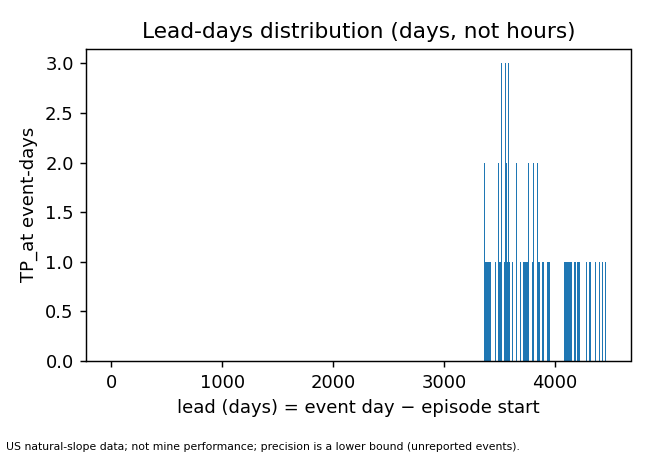 Lead-days distribution (days, not hours)
3.0
2.5
2.0
1.5
1.0
0.5
0.0
TP_at event-days
0 1000 2000 3000 4000
lead (days) = event day − episode start
US natural-slope data; not mine performance; precision is a lower bound (unreported events).